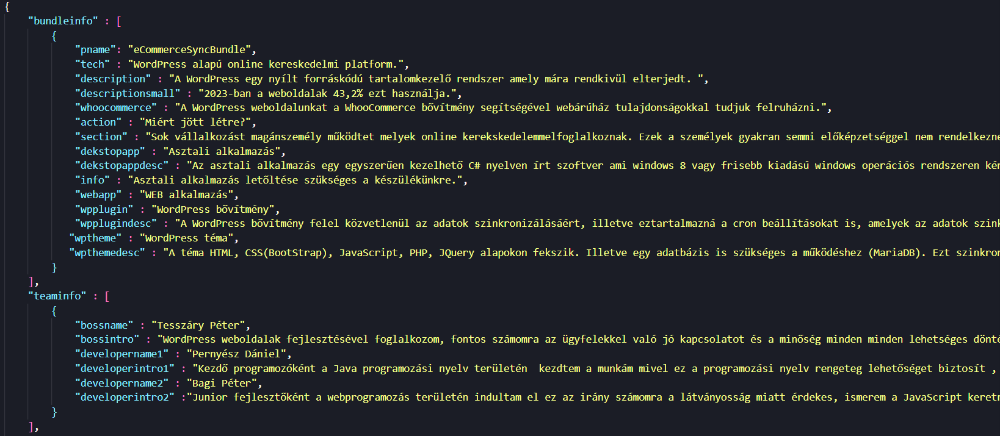 {
"bundleinfo" : [
{
"pname": "eCommerceSyncBundle",
"tech" : "WordPress alapú online kereskedelmi platform.",
"description" : "A WordPress egy nyílt forráskódú tartalomkezelő rendszer amely mára rendkivül elterjedt. ",
"descriptionsmall" : "2023-ban a weboldalak 43,2% ezt használja.",
"whoocommerce" : "A WordPress weboldalunkat a WhooCommerce bővítmény segítségével webárúház tulajdonságokkal tudjuk felruházni.",
"action" : "Miért jött létre?",
"section" : "Sok vállalkozást magánszemély működtet melyek online kerekskedelemmelfoglalkoznak. Ezek a személyek gyakran semmi előképzetséggel nem rendelkezne
"dekstopapp" : "Asztali alkalmazás",
"dekstopappdesc" : "Az asztali alkalmazás egy egyszerűen kezelhető C# nyelven írt szoftver ami windows 8 vagy frisebb kiadású windows operációs rendszeren kér
"info" : "Asztali alkalmazás letőltése szükséges a készülékünkre.",
"webapp" : "WEB alkalmazás",
"wpplugin" : "WordPress bővítmény",
"wpplugindesc" : "A WordPress bővítmény felel közvetlenül az adatok szinkronizálásáért, illetve eztartalmazná a cron beállításokat is, amelyek az adatok szink
"wptheme" : "WordPress téma",
"wpthemedesc" : "A téma HTML, CSS(BootStrap), JavaScript, PHP, JQuery alapokon fekszik. Illetve egy adatbázis is szükséges a működéshez (MariaDB). Ezt szinkron
}
],
"teaminfo" : [
{
"bossname" : "Tesszáry Péter",
"bossintro" : "WordPress weboldalak fejlesztésével foglalkozom, fontos számomra az ügyfelekkel való jó kapcsolatot és a minőség minden minden lehetséges dönté
"developername1" : "Pernyész Dániel",
"developerintro1" : "Kezdő programozóként a Java programozási nyelv területén  kezdtem a munkám mivel ez a programozási nyelv rengeteg lehetőséget biztosít ,
"developername2" : "Bagi Péter",
"developerintro2" :"Junior fejlesztőként a webprogramozás területén indultam el ez az irány számomra a látványosság miatt érdekes, ismerem a JavaScript keretr
}
],